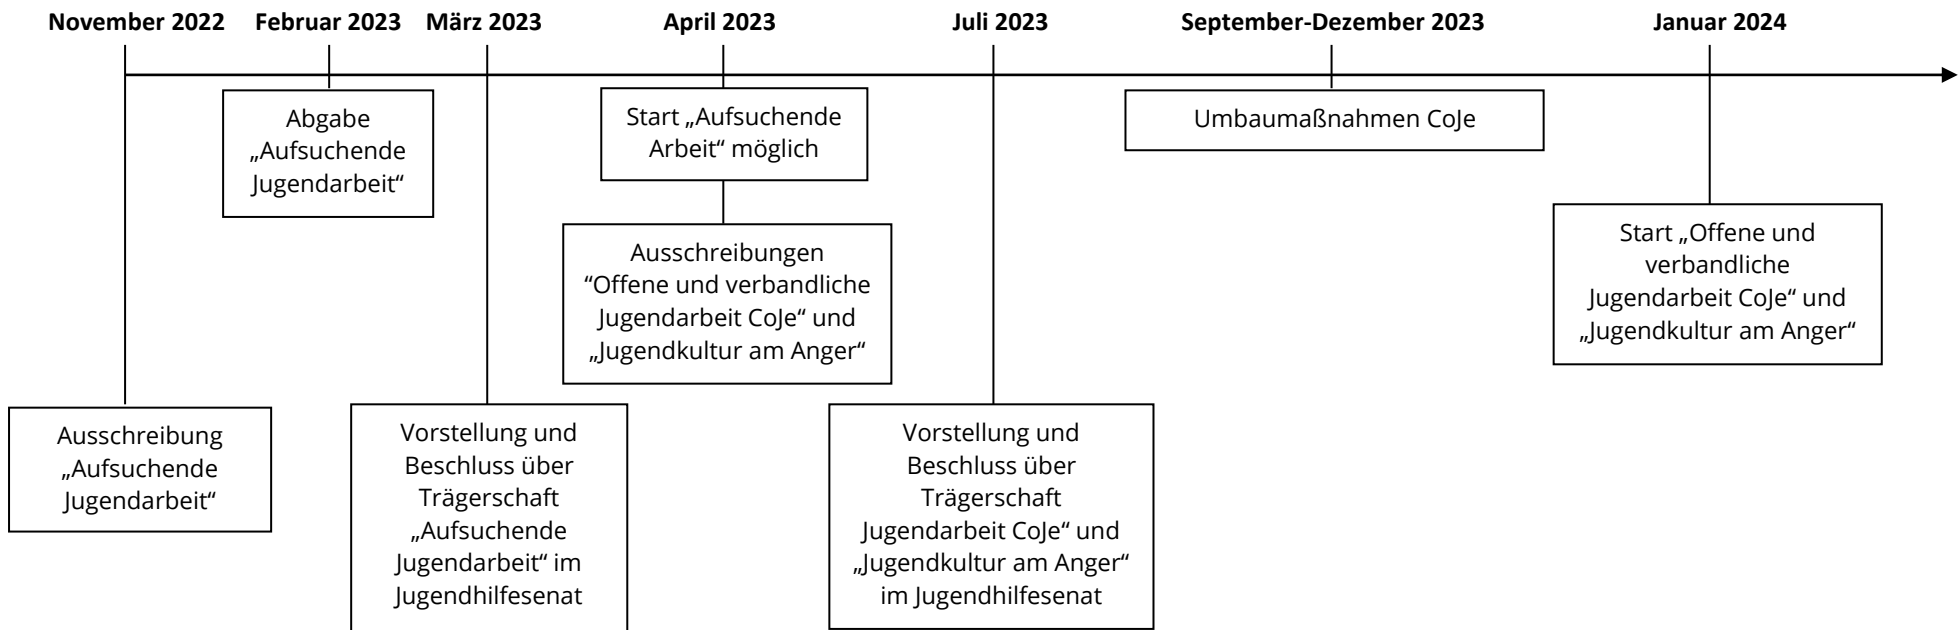 November 2022
Februar 2023
März 2023
April 2023
Juli 2023
September-Dezember 2023
Januar 2024
Ausschreibung
„Aufsuchende
Jugendarbeit“
Abgabe
„Aufsuchende
Jugendarbeit“
Vorstellung und
Beschluss über
Trägerschaft
„Aufsuchende
Jugendarbeit“ im
Jugendhilfesenat
Start „Aufsuchende
Arbeit“ möglich
Ausschreibungen
“Offene und verbandliche
Jugendarbeit CoJe“ und
„Jugendkultur am Anger“
Vorstellung und
Beschluss über
Trägerschaft
Jugendarbeit CoJe“ und
„Jugendkultur am Anger“
im Jugendhilfesenat
Umbaumaßnahmen CoJe
Start „Offene und
verbandliche
Jugendarbeit CoJe“ und
„Jugendkultur am Anger“